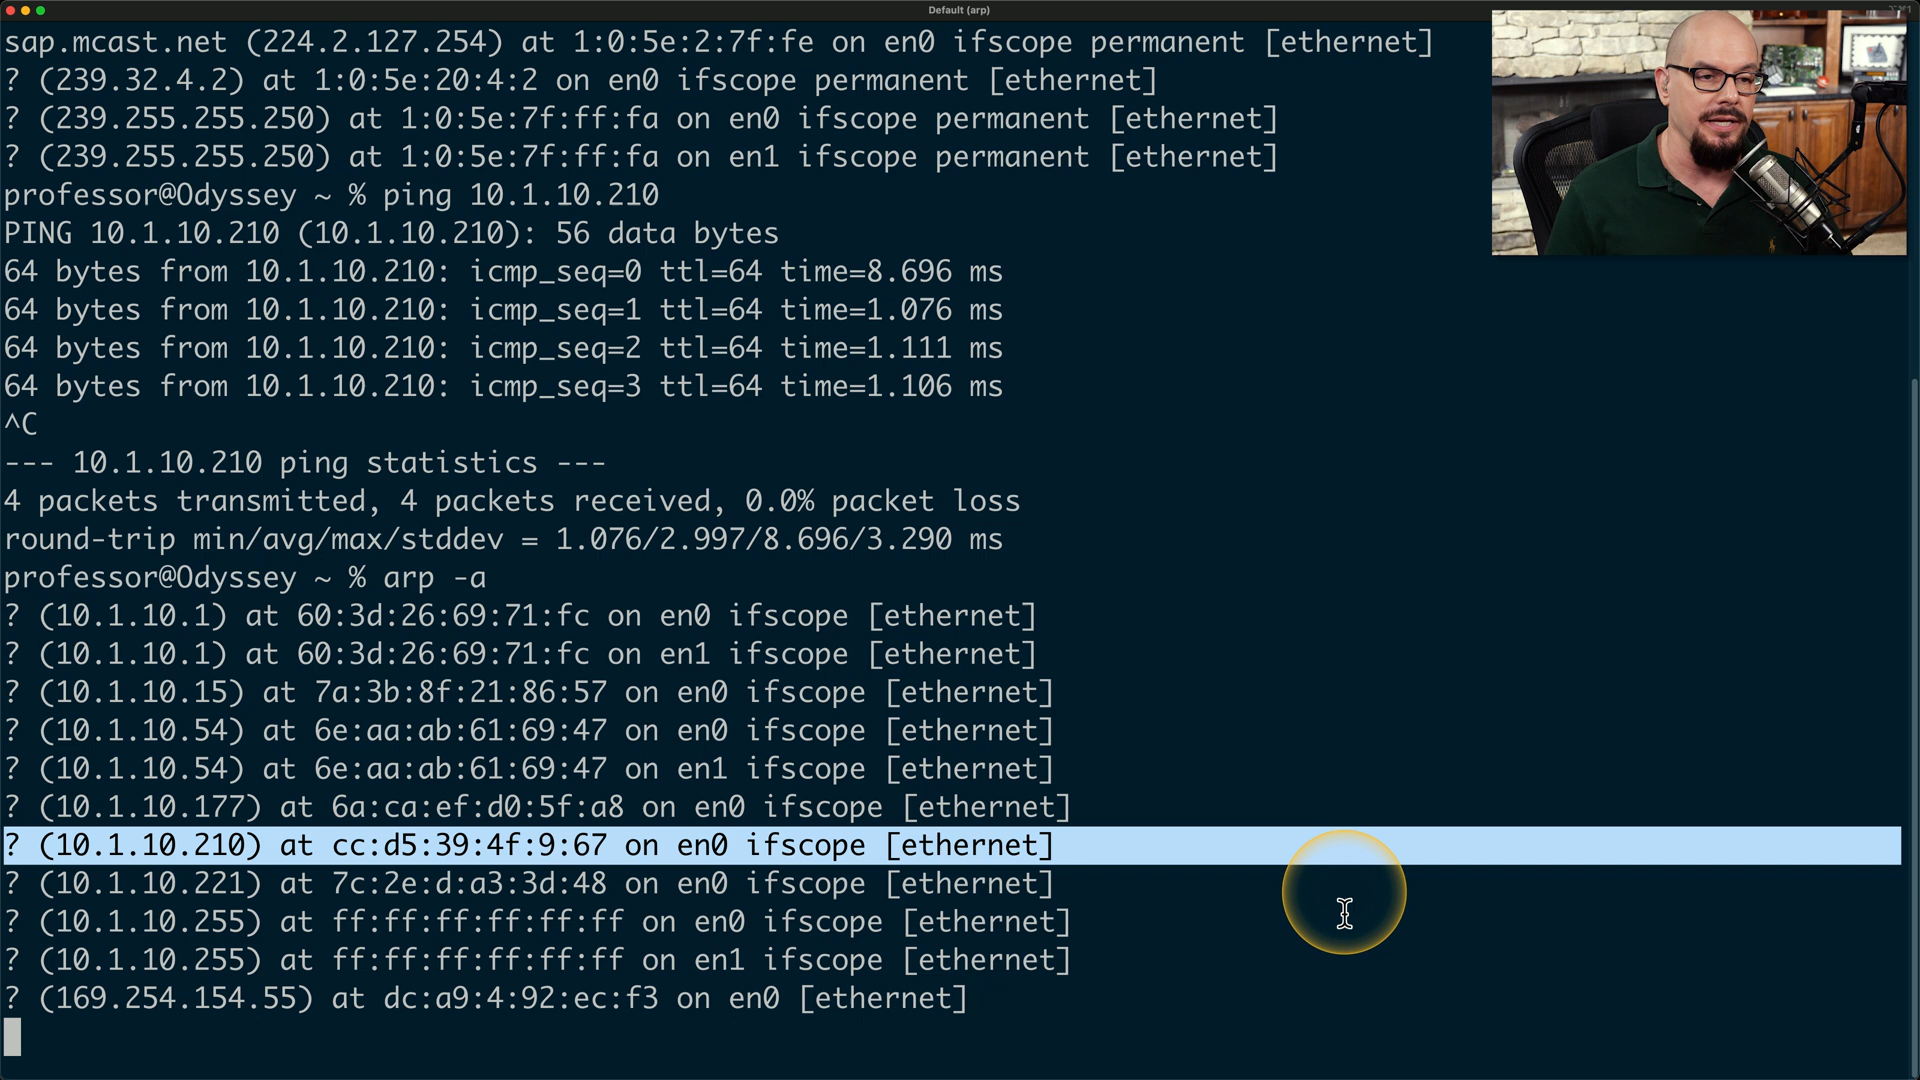 Default (arp)
sap.mcast.net (224.2.127.254) at 1:0:5e:2:7f:fe on en0 ifscope permanent [ethernet]
? (239.32.4.2) at 1:0:5e:20:4:2 on en0 ifscope permanent [ethernet]
? (239.255.255.250) at 1:0:5e:7f:ff:fa on en0 ifscope permanent [ethernet]
? (239.255.255.250) at 1:0:5e:7f:ff:fa on en1 ifscope permanent [ethernet]
professor@Odyssey ~ % ping 10.1.10.210
PING 10.1.10.210 (10.1.10.210): 56 data bytes
64 bytes from 10.1.10.210: icmp_seq=0 ttl=64 time=8.696 ms
64 bytes from 10.1.10.210: icmp_seq=1 ttl=64 time=1.076 ms
64 bytes from 10.1.10.210: icmp_seq=2 ttl=64 time=1.111 ms
64 bytes from 10.1.10.210: icmp_seq=3 ttl=64 time=1.106 ms
^C
--- 10.1.10.210 ping statistics ---
4 packets transmitted, 4 packets received, 0.0% packet loss
round-trip min/avg/max/stddev = 1.076/2.997/8.696/3.290 ms
professor@Odyssey ~ % arp -a
? (10.1.10.1) at 60:3d:26:69:71:fc on en0 ifscope [ethernet]
? (10.1.10.1) at 60:3d:26:69:71:fc on en1 ifscope [ethernet]
? (10.1.10.15) at 7a:3b:8f:21:86:57 on en0 ifscope [ethernet]
? (10.1.10.54) at 6e:aa:ab:61:69:47 on en0 ifscope [ethernet]
? (10.1.10.54) at 6e:aa:ab:61:69:47 on en1 ifscope [ethernet]
? (10.1.10.177) at 6a:ca:ef:d0:5f:a8 on en0 ifscope [ethernet]
? (10.1.10.210) at cc:d5:39:4f:9:67 on en0 ifscope [ethernet]
? (10.1.10.221) at 7c:2e:d:a3:3d:48 on en0 ifscope [ethernet]
? (10.1.10.255) at ff:ff:ff:ff:ff:ff on en0 ifscope [ethernet]
? (10.1.10.255) at ff:ff:ff:ff:ff:ff on en1 ifscope [ethernet]
? (169.254.154.55) at dc:a9:4:92:ec:f3 on en0 [ethernet]